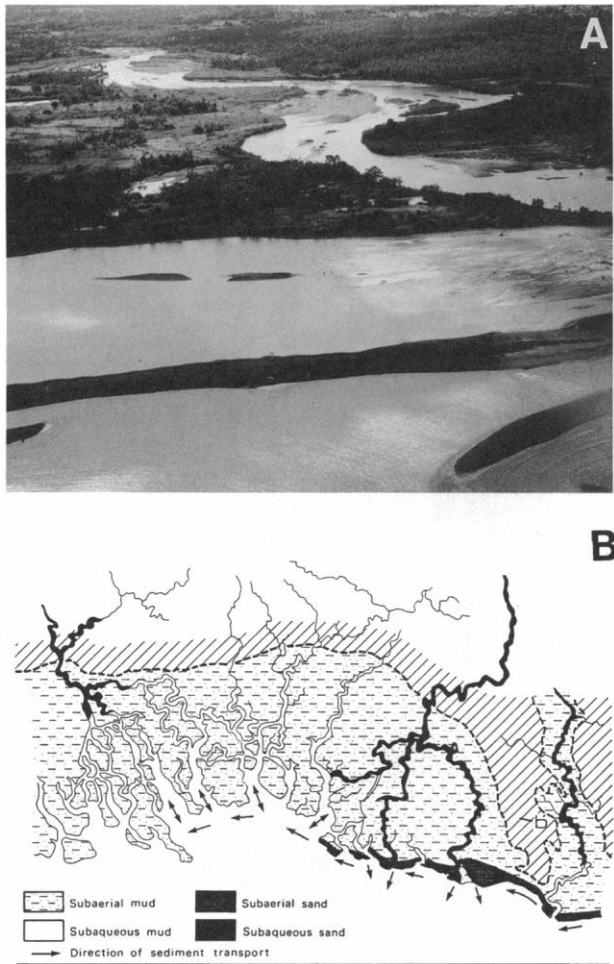 A
B
Subaerial mud
Subaerial sand
Subaqueous mud
Subaqueous sand
Direction of sediment transport